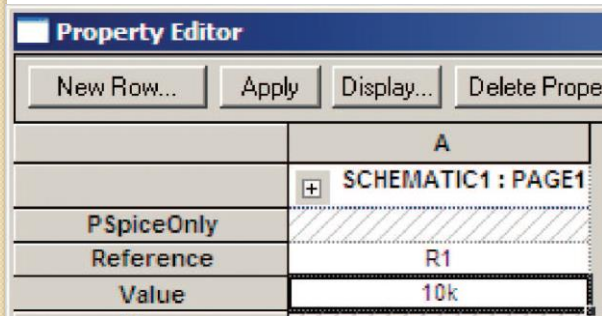 Property Editor
New Row... Apply Display... Delete Prope
A
SCHEMATIC1 : PAGE1
PSpiceOnly
Reference R1
Value 10k